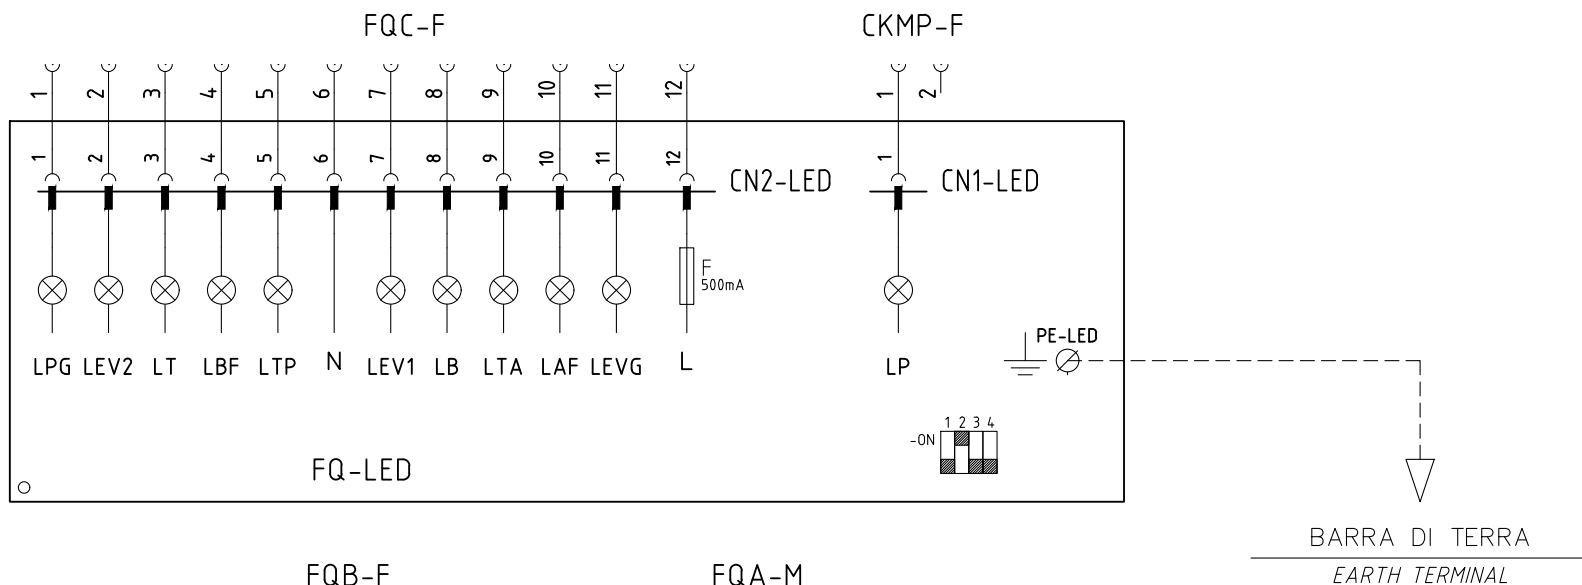 FQC-F CKMP-F
1 2 3 4 5 6 7 8 9 10 11 12 1 2
1 2 3 4 5 6 7 8 9 10 11 12 1
CN2-LED CN1-LED
F
500mA
PE-LED
LPG LEV2 LT LBF LTP N LEV1 LB LTA LAF LEVG L LP
1 2 3 4
-ON
FQ-LED
BARRA DI TERRA
EARTH TERMINAL
FQB-F FQA-M